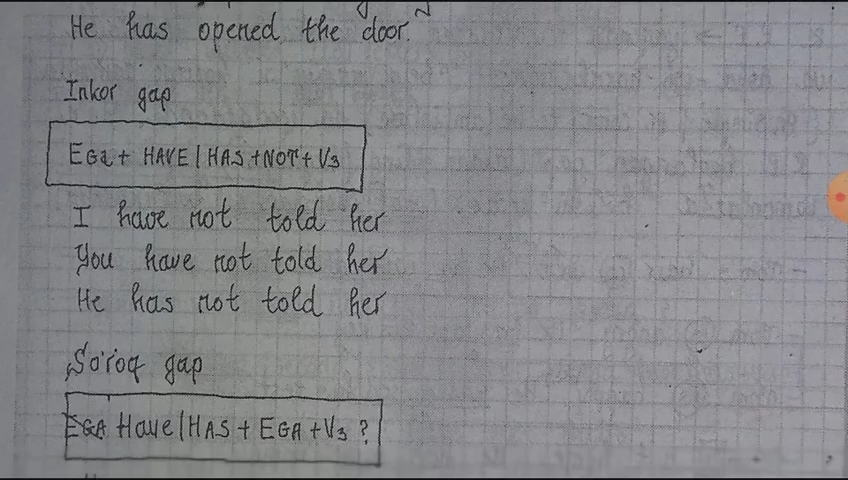 He has opened the door.
Inkor gap
EGA + HAVE | HAS + NOT + V3
I have not told her
You have not told her
He has not told her
So'roq gap
Have | HAS + EGA + V3 ?